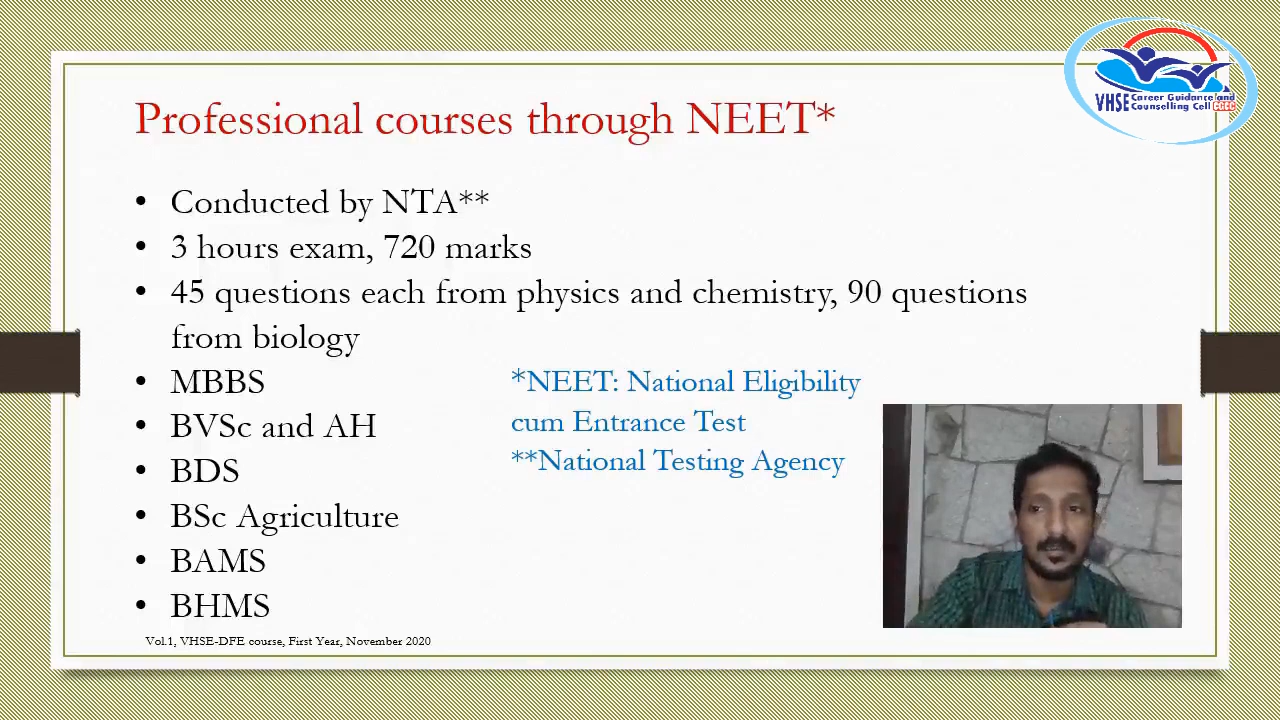 VHSE Career Guidance and
Counselling Cell CGCC
Professional courses through NEET*
• Conducted by NTA**
• 3 hours exam, 720 marks
• 45 questions each from physics and chemistry, 90 questions
from biology
• MBBS
• BVSc and AH
• BDS
• BSc Agriculture
• BAMS
• BHMS
*NEET: National Eligibility
cum Entrance Test
**National Testing Agency
Vol.1, VHSE-DFE course, First Year, November 2020